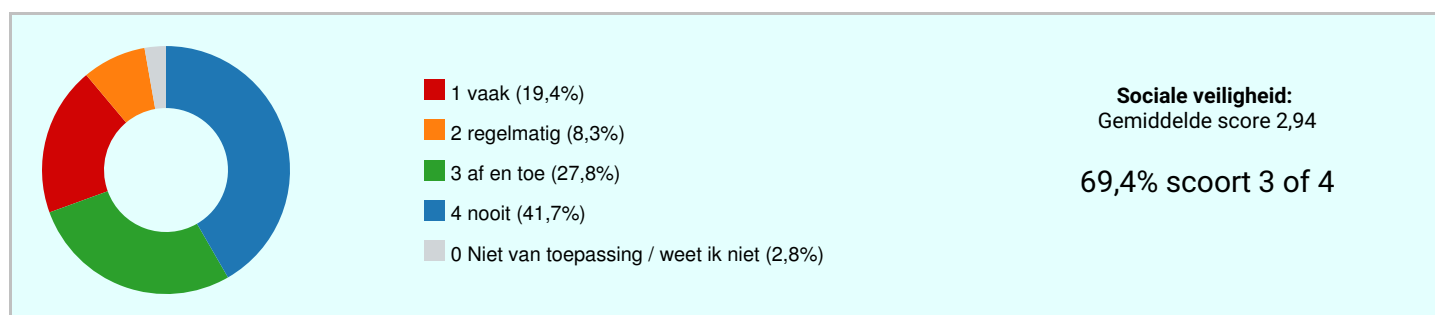 1 vaak (19,4%)
2 regelmatig (8,3%)
3 af en toe (27,8%)
4 nooit (41,7%)
0 Niet van toepassing / weet ik niet (2,8%)
Sociale veiligheid:
Gemiddelde score 2,94
69,4% scoort 3 of 4